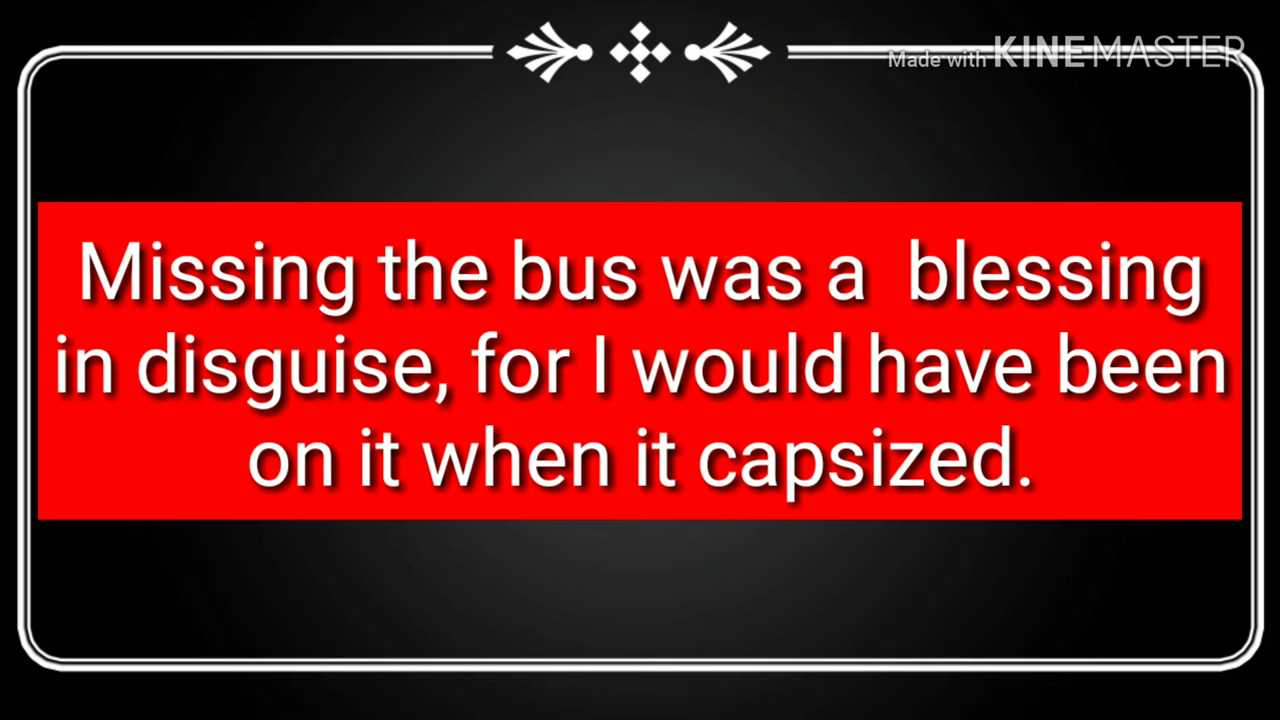 Made with KINEMASTER
Missing the bus was a  blessing
in disguise, for I would have been
on it when it capsized.